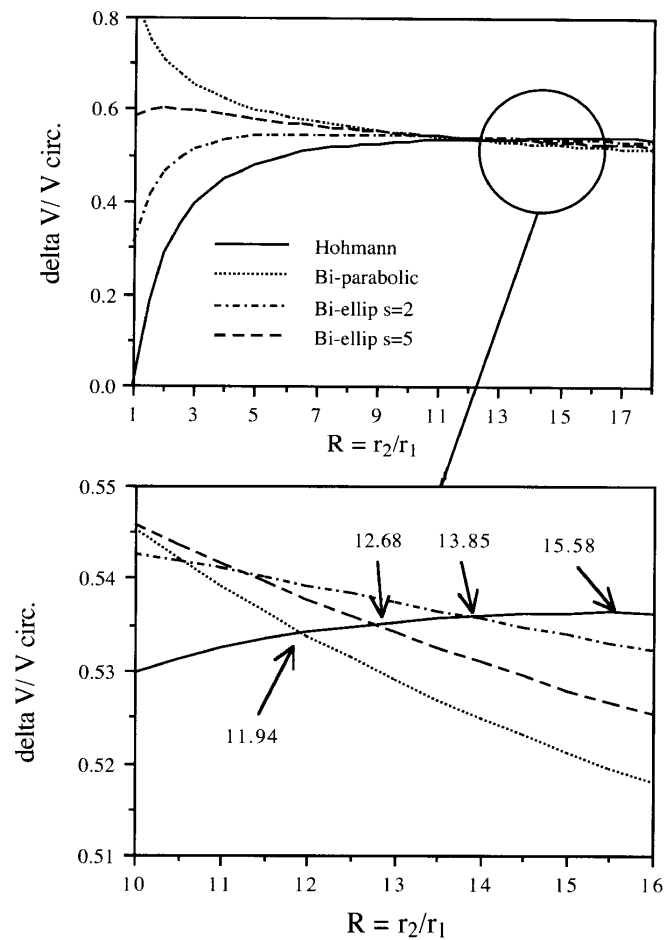 0.8
0.6
0.4
0.2
0.0
delta V/ V circ.
Hohmann
Bi-parabolic
Bi-ellip s=2
Bi-ellip s=5
1 3 5 7 9 11 13 15 17
R = r₂/r₁
0.55
0.54
0.53
0.52
0.51
delta V/ V circ.
12.68 13.85 15.58
11.94
10 11 12 13 14 15 16
R = r₂/r₁